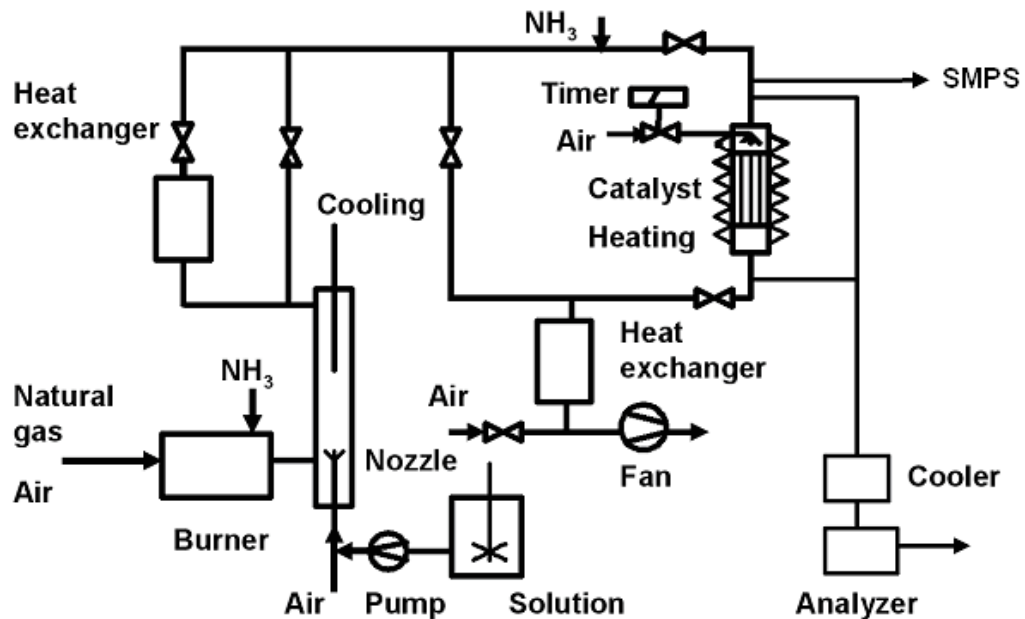 NH3
SMPS
Heat
exchanger
Timer
Air
Catalyst
Cooling
Heating
Heat
exchanger
NH3
Natural
gas
Air
Air
Nozzle
Fan
Cooler
Burner
Air
Pump
Solution
Analyzer